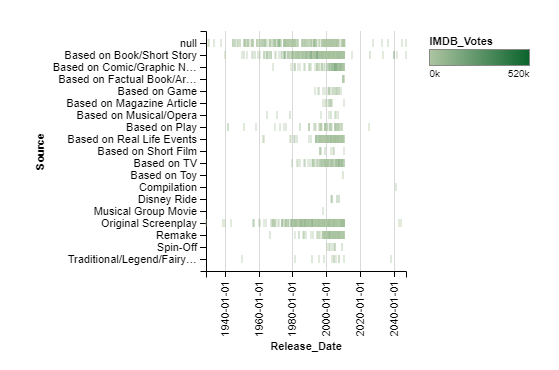 IMDB_Votes
0k 520k
Source
null
Based on Book/Short Story
Based on Comic/Graphic N…
Based on Factual Book/Ar…
Based on Game
Based on Magazine Article
Based on Musical/Opera
Based on Play
Based on Real Life Events
Based on Short Film
Based on TV
Based on Toy
Compilation
Disney Ride
Musical Group Movie
Original Screenplay
Remake
Spin-Off
Traditional/Legend/Fairy…
1940-01-01
1960-01-01
1980-01-01
2000-01-01
2020-01-01
2040-01-01
Release_Date